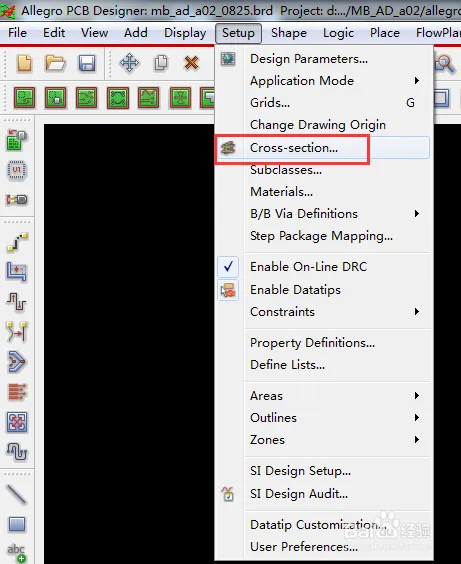 Allegro PCB Designer: mb_ad_a02_0825.brd Project: d:.../MB_AD_a02/allegro
File Edit View Add Display Setup Shape Logic Place FlowPlan
Design Parameters...
Application Mode
Grids... G
Change Drawing Origin
U1
Cross-section...
Subclasses...
Materials...
B/B Via Definitions
Step Package Mapping...
Enable On-Line DRC
Enable Datatips
Constraints
Property Definitions...
Define Lists...
Areas
Outlines
Zones
SI Design Setup...
SI Design Audit...
Datatip Customization...
Baidu 经验
abc
User Preferences...